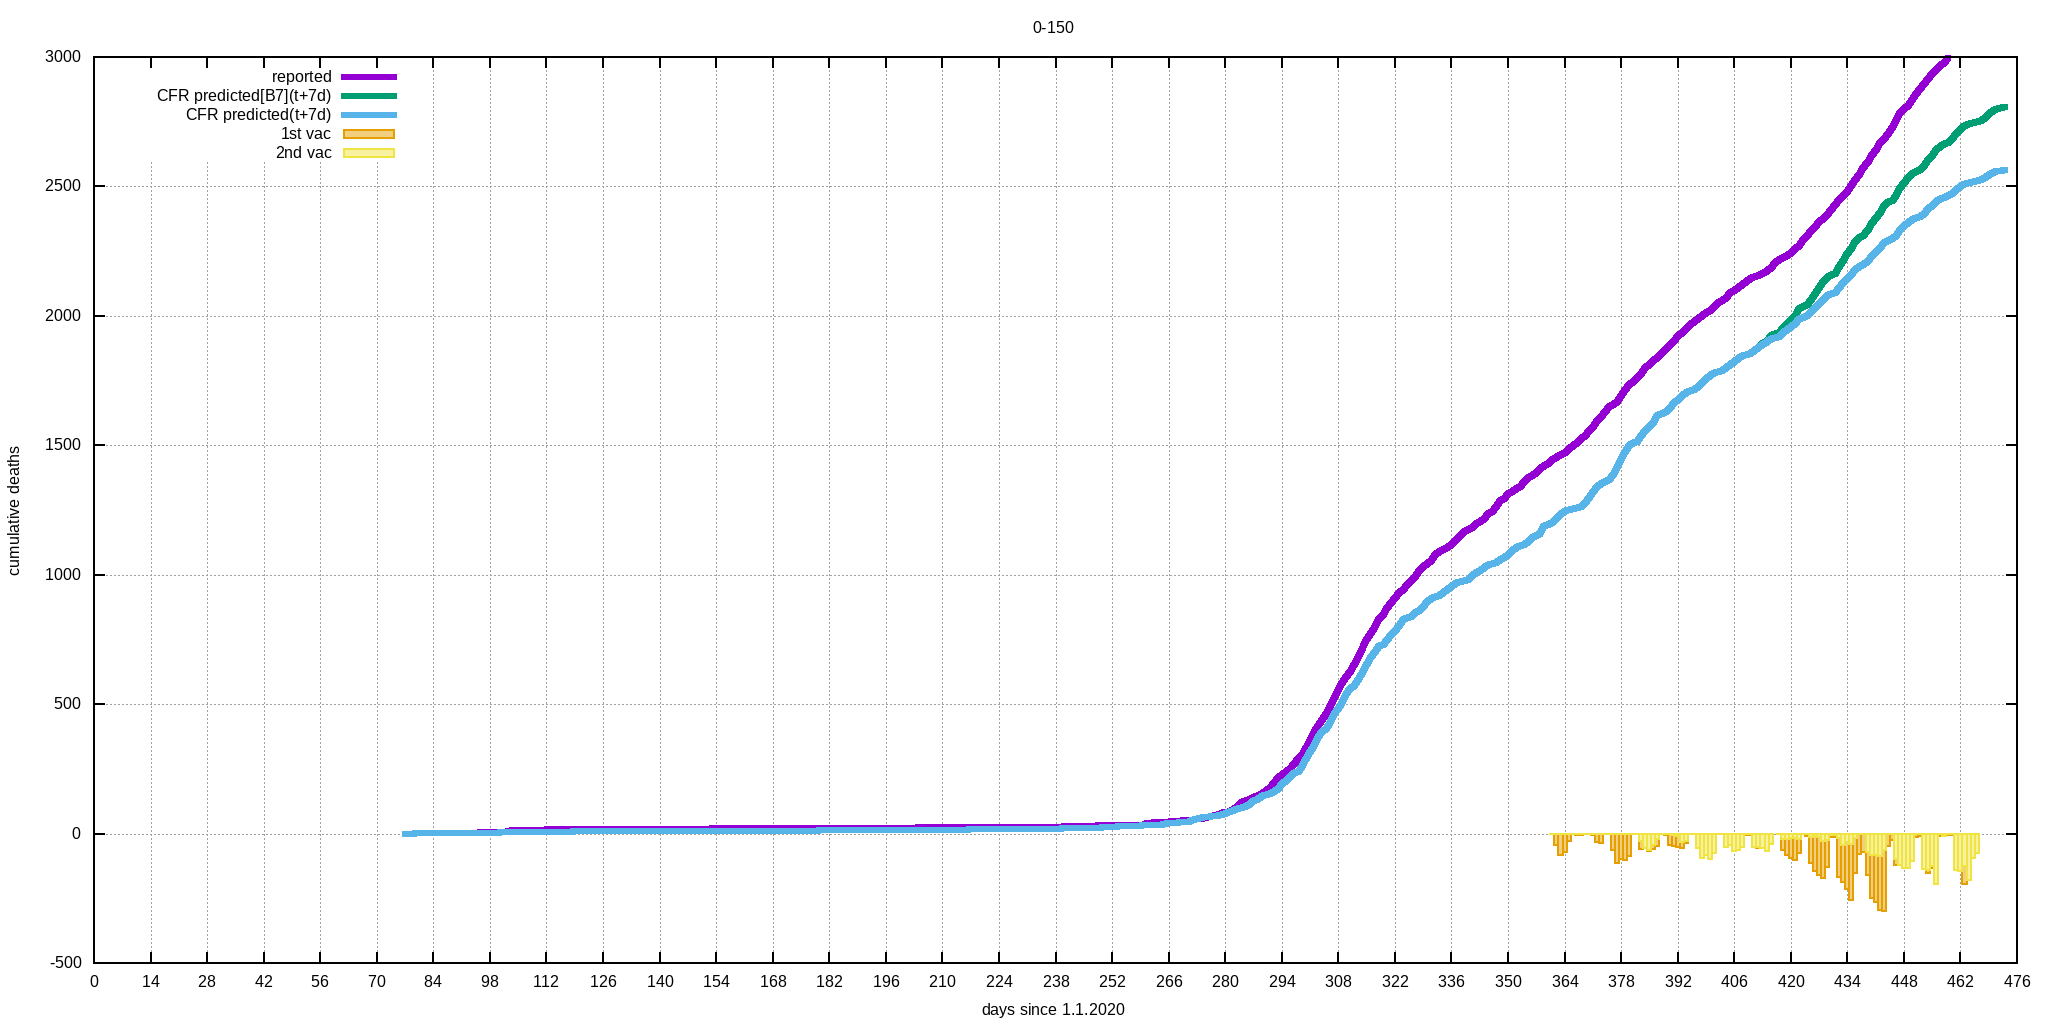 0-150
3000
2500
2000
1500
1000
500
0
-500
cumulative deaths
reported
CFR predicted[B7](t+7d)
CFR predicted(t+7d)
1st vac
2nd vac
0 14 28 42 56 70 84 98 112 126 140 154 168 182 196 210 224 238 252 266 280 294 308 322 336 350 364 378 392 406 420 434 448 462 476
days since 1.1.2020